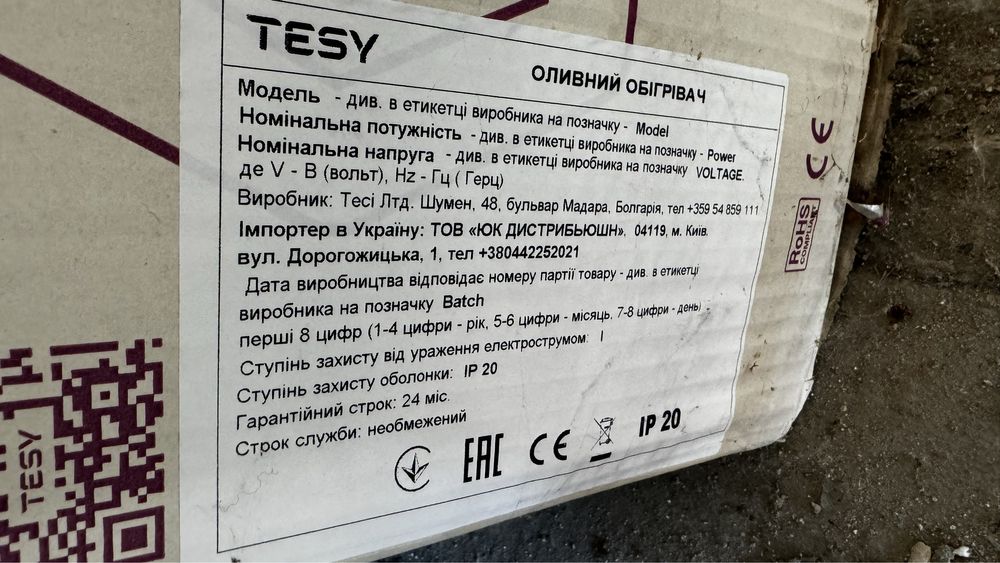 TESY
ОЛИВНИЙ ОБІГРІВАЧ
Модель - див. в етикетці виробника на позначку - Model
Номінальна потужність - див. в етикетці виробника на позначку - Power
Номінальна напруга - див. в етикетці виробника на позначку VOLTAGE.
де V - В (вольт), Hz - Гц ( Герц)
Виробник: Тесі Лтд. Шумен, 48, бульвар Мадара, Болгарія, тел +359 54 859 111
Імпортер в Україну: ТОВ «ЮК ДИСТРИБЬЮШН», 04119, м. Київ.
вул. Дорогожицька, 1, тел +380442252021
Дата виробництва відповідає номеру партії товару - див. в етикетці
виробника на позначку Batch
перші 8 цифр (1-4 цифри - рік, 5-6 цифри - місяць. 7-8 цифри - день)
Ступінь захисту від ураження електрострумом: I
Ступінь захисту оболонки: IP 20
Гарантійний строк: 24 міс.
Строк служби: необмежений
EAC CE IP 20
CE
RoHS
COMPLIANT
TESY